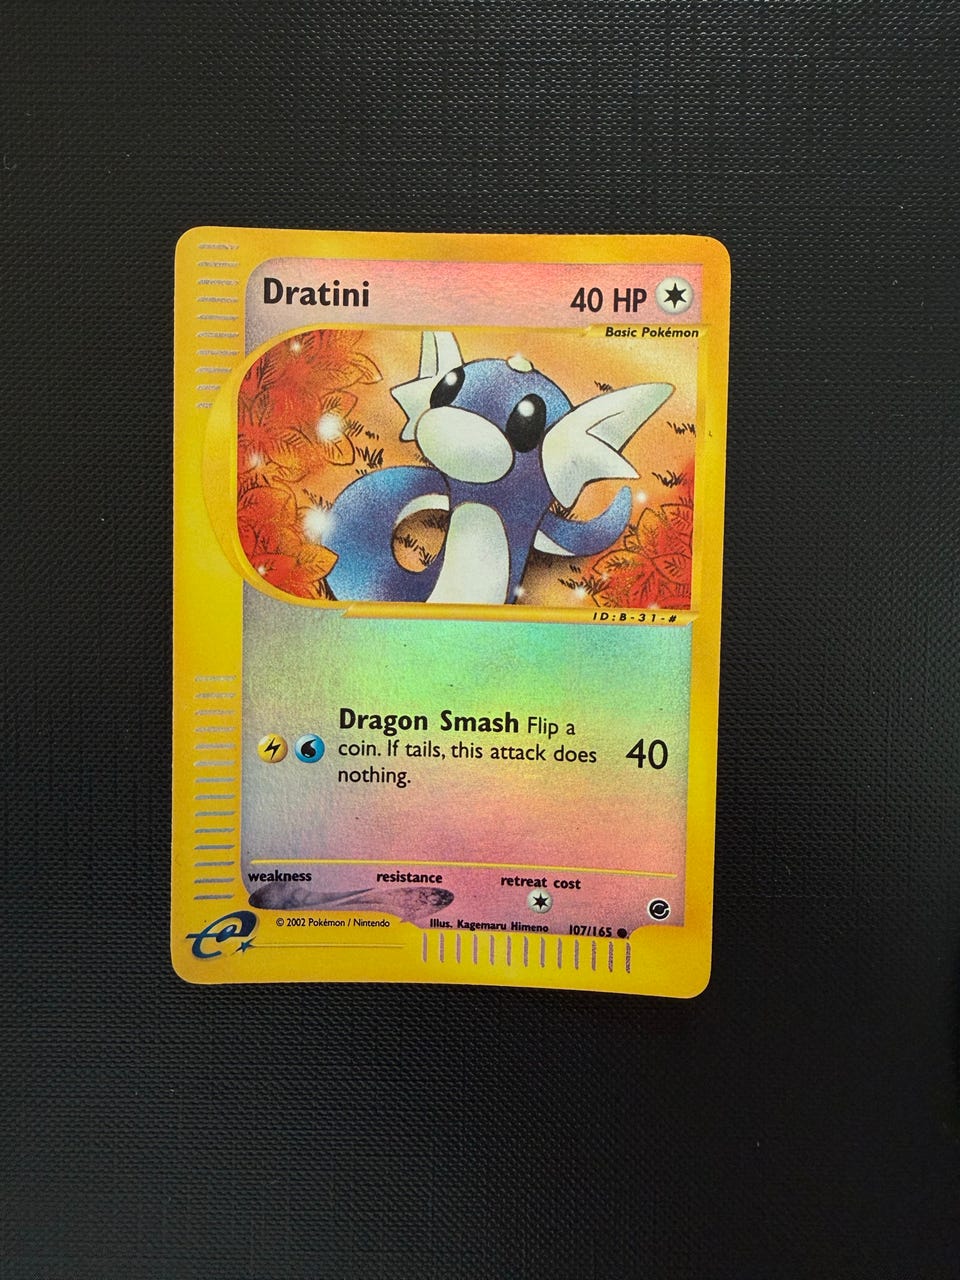 Dratini 40 HP
Basic Pokémon
ID:B-31-#
Dragon Smash Flip a
coin. If tails, this attack does
nothing.
40
weakness resistance retreat cost
© 2002 Pokémon / Nintendo
Illus. Kagemaru Himeno 107/165
e